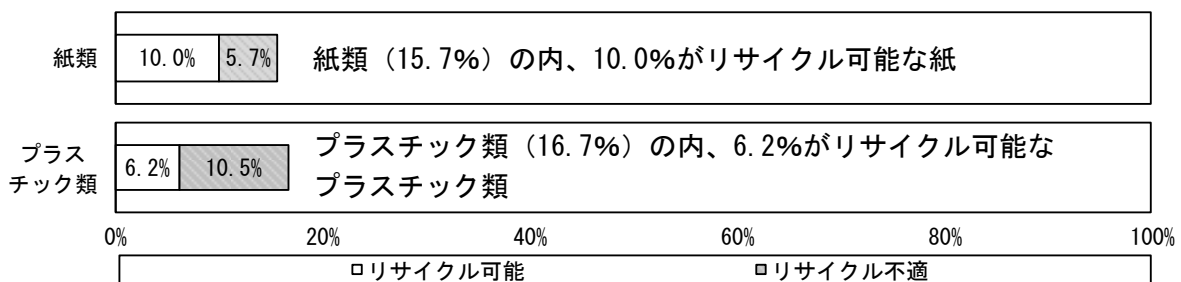 紙類
10.0%
5.7%
紙類（15.7%）の内、10.0%がリサイクル可能な紙
プラス
チック類
6.2%
10.5%
プラスチック類（16.7%）の内、6.2%がリサイクル可能な
プラスチック類
0%
20%
40%
60%
80%
100%
リサイクル可能
リサイクル不適